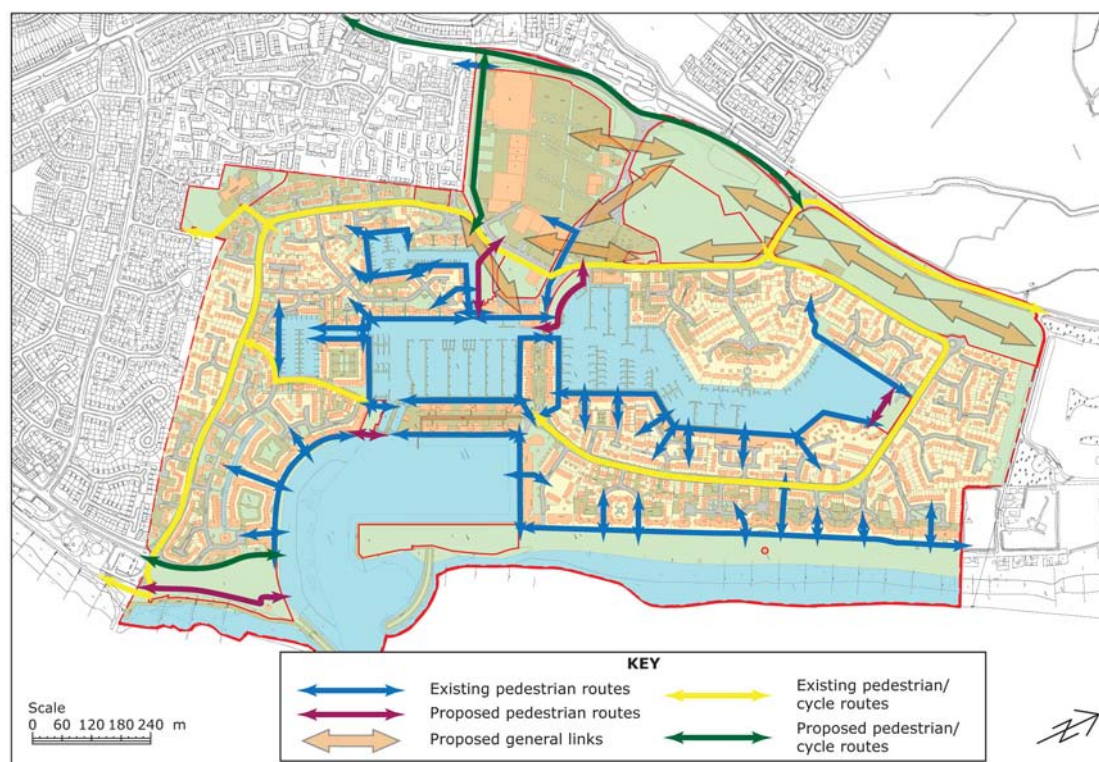 KEY
Existing pedestrian routes
Proposed pedestrian routes
Proposed general links
Existing pedestrian/
cycle routes
Proposed pedestrian/
cycle routes
Scale
0 60 120 180 240 m